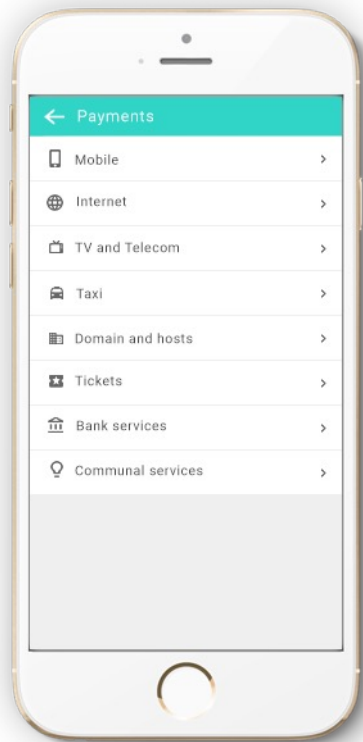 Payments
Mobile
Internet
TV and Telecom
Taxi
Domain and hosts
Tickets
Bank services
Communal services